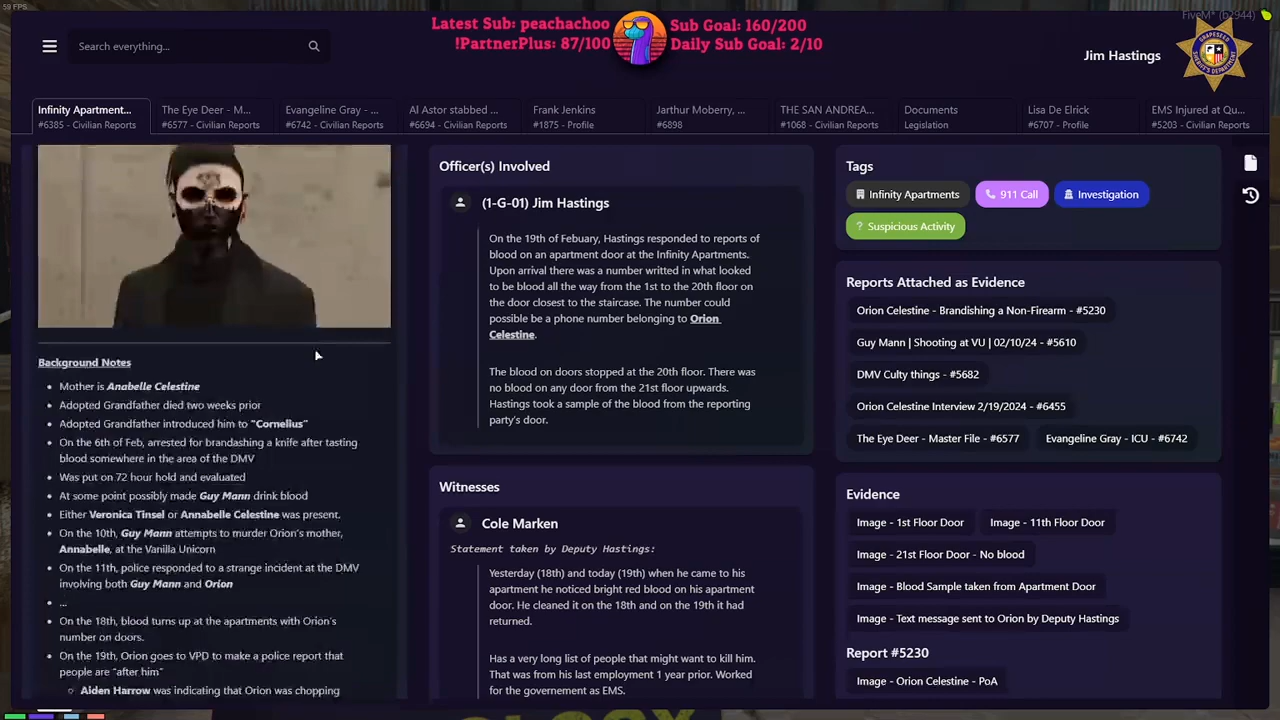 59 FPS
FiveM* (b2944)
Latest Sub: peachachoo
!PartnerPlus: 87/100
Sub Goal: 160/200
Daily Sub Goal: 2/10
Search everything...
Jim Hastings
Infinity Apartment...
#6385 - Civilian Reports
The Eye Deer - M...
#6577 - Civilian Reports
Evangeline Gray - ...
#6742 - Civilian Reports
Al Astor stabbed ...
#6694 - Civilian Reports
Frank Jenkins
#1875 - Profile
Jarthur Moberry, ...
#6898
THE SAN ANDREA...
#1068 - Civilian Reports
Documents
Legislation
Lisa De Elrick
#6707 - Profile
EMS Injured at Qu...
#5203 - Civilian Reports
Background Notes
Mother is Anabelle Celestine
Adopted Grandfather died two weeks prior
Adopted Grandfather introduced him to "Cornelius"
On the 6th of Feb, arrested for brandashing a knife after tasting
blood somewhere in the area of the DMV
Was put on 72 hour hold and evaluated
At some point possibly made Guy Mann drink blood
Either Veronica Tinsel or Annabelle Celestine was present.
On the 10th, Guy Mann attempts to murder Orion's mother,
Annabelle, at the Vanilla Unicorn
On the 11th, police responded to a strange incident at the DMV
involving both Guy Mann and Orion
...
On the 18th, blood turns up at the apartments with Orion's
number on doors.
On the 19th, Orion goes to VPD to make a police report that
people are "after him"
Aiden Harrow was indicating that Orion was chopping
Officer(s) Involved
(1-G-01) Jim Hastings
On the 19th of Febuary, Hastings responded to reports of
blood on an apartment door at the Infinity Apartments.
Upon arrival there was a number writted in what looked
to be blood all the way from the 1st to the 20th floor on
the door closest to the staircase. The number could
possible be a phone number belonging to Orion
Celestine.
The blood on doors stopped at the 20th floor. There was
no blood on any door from the 21st floor upwards.
Hastings took a sample of the blood from the reporting
party's door.
Witnesses
Cole Marken
Statement taken by Deputy Hastings:
Yesterday (18th) and today (19th) when he came to his
apartment he noticed bright red blood on his apartment
door. He cleaned it on the 18th and on the 19th it had
returned.
Has a very long list of people that might want to kill him.
That was from his last employment 1 year prior. Worked
for the governement as EMS.
Tags
Infinity Apartments
911 Call
Investigation
? Suspicious Activity
Reports Attached as Evidence
Orion Celestine - Brandishing a Non-Firearm - #5230
Guy Mann | Shooting at VU | 02/10/24 - #5610
DMV Culty things - #5682
Orion Celestine Interview 2/19/2024 - #6455
The Eye Deer - Master File - #6577
Evangeline Gray - ICU - #6742
Evidence
Image - 1st Floor Door
Image - 11th Floor Door
Image - 21st Floor Door - No blood
Image - Blood Sample taken from Apartment Door
Image - Text message sent to Orion by Deputy Hastings
Report #5230
Image - Orion Celestine - PoA